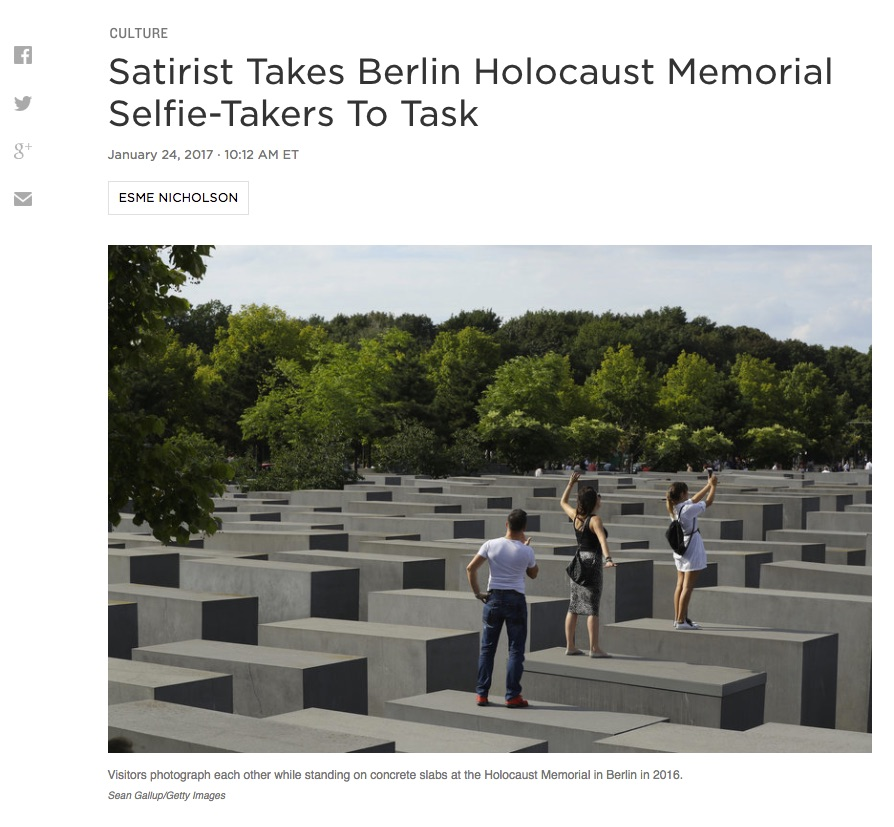 CULTURE
Satirist Takes Berlin Holocaust Memorial
Selfie-Takers To Task
January 24, 2017 · 10:12 AM ET
ESME NICHOLSON
Visitors photograph each other while standing on concrete slabs at the Holocaust Memorial in Berlin in 2016.
Sean Gallup/Getty Images